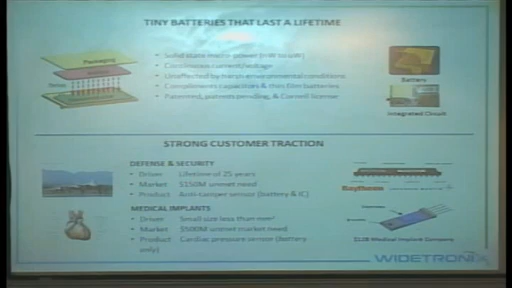 TINY BATTERIES THAT LAST A LIFETIME
Packaging
• Solid state micro-power (nW to uW)
• Continuous current/voltage
• Unaffected by harsh environmental conditions
• Compliments capacitors & thin film batteries
• Patented, patents pending, & Cornell license
Battery
Integrated Circuit
STRONG CUSTOMER TRACTION
DEFENSE & SECURITY
• Driver Lifetime of 25 years
• Market $150M unmet need
• Product Anti-tamper sensor (battery & IC)
Raytheon
MEDICAL IMPLANTS
• Driver Small size less than mm³
• Market $500M unmet market need
• Product Cardiac pressure sensor (battery
only)
$12B Medical Implant Company
WIDETRONIX